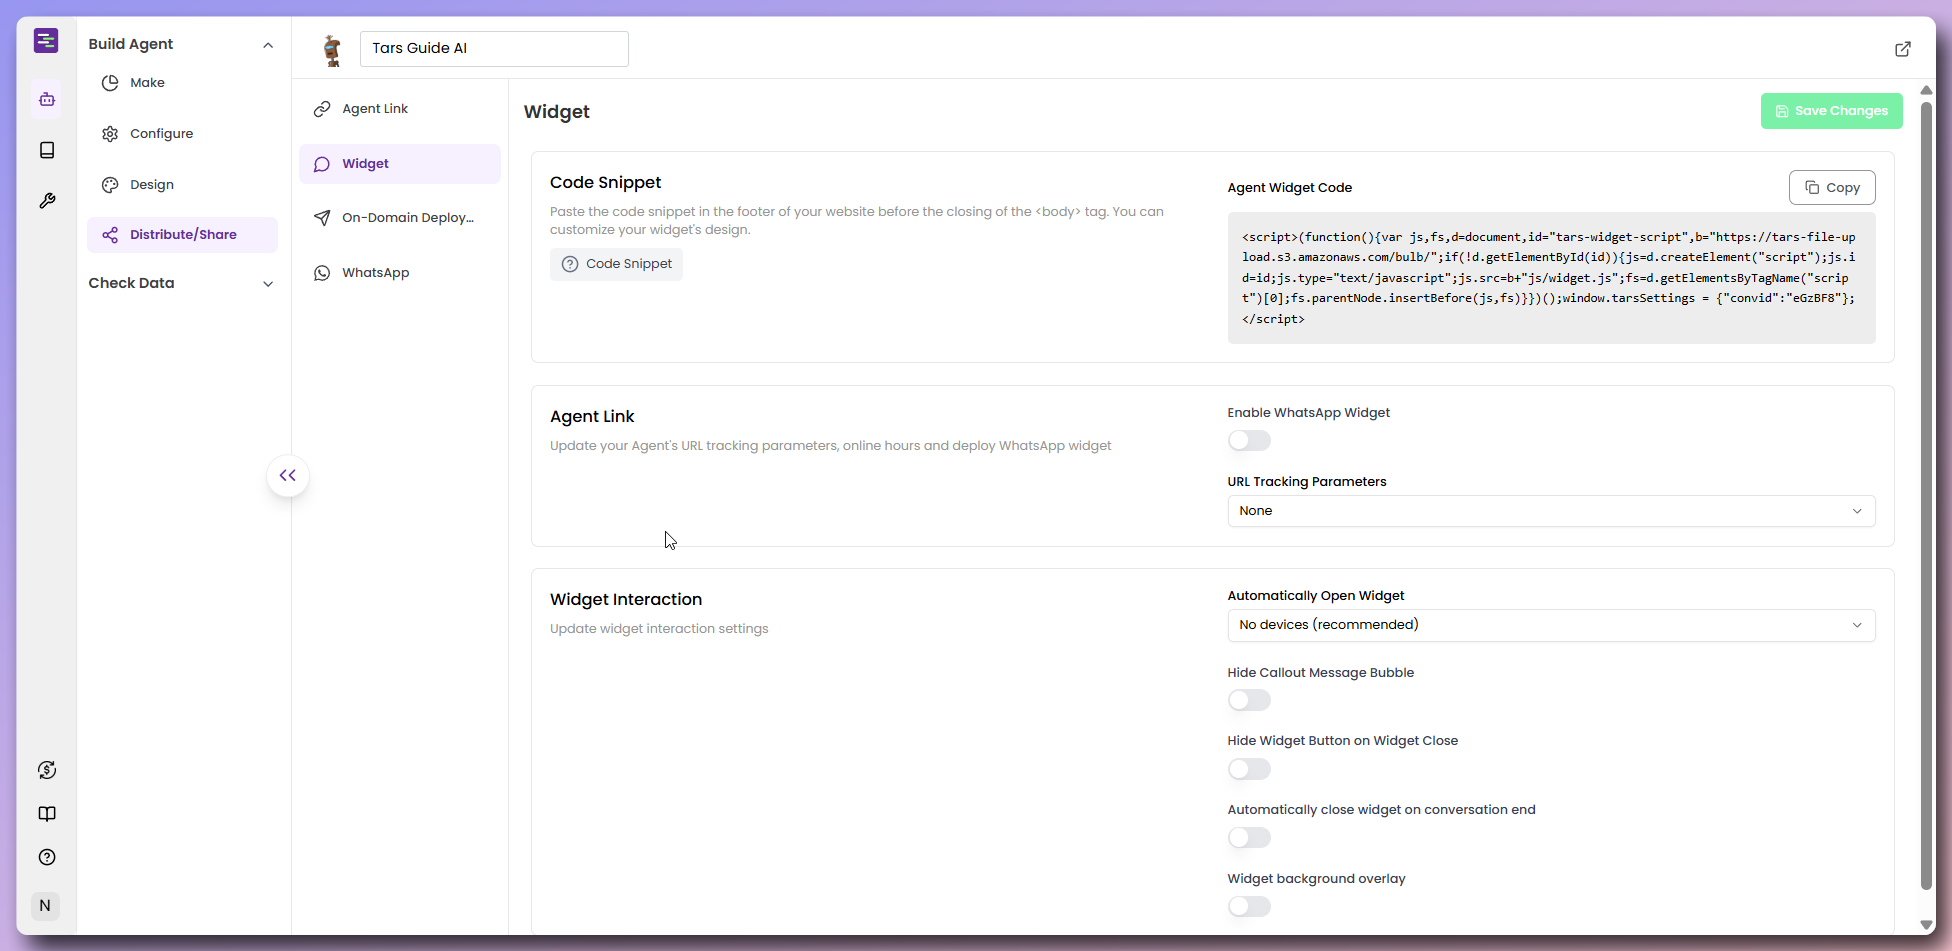 Build Agent
Make
Configure
Design
Distribute/Share
Check Data
N
Tars Guide AI
Agent Link
Widget
On-Domain Deploy...
WhatsApp
Widget
Save Changes
Code Snippet
Paste the code snippet in the footer of your website before the closing of the <body> tag. You can
customize your widget's design.
Code Snippet
Agent Widget Code
Copy
<script>(function(){var js,fs,d=document,id="tars-widget-script",b="https://tars-file-up
load.s3.amazonaws.com/bulb/";if(!d.getElementById(id)){js=d.createElement("script");js.i
d=id;js.type="text/javascript";js.src=b+"js/widget.js";fs=d.getElementsByTagName("scrip
t")[0];fs.parentNode.insertBefore(js,fs)}})();window.tarsSettings = {"convid":"eGzBF8"};
</script>
Agent Link
Update your Agent's URL tracking parameters, online hours and deploy WhatsApp widget
Enable WhatsApp Widget
URL Tracking Parameters
None
Widget Interaction
Update widget interaction settings
Automatically Open Widget
No devices (recommended)
Hide Callout Message Bubble
Hide Widget Button on Widget Close
Automatically close widget on conversation end
Widget background overlay